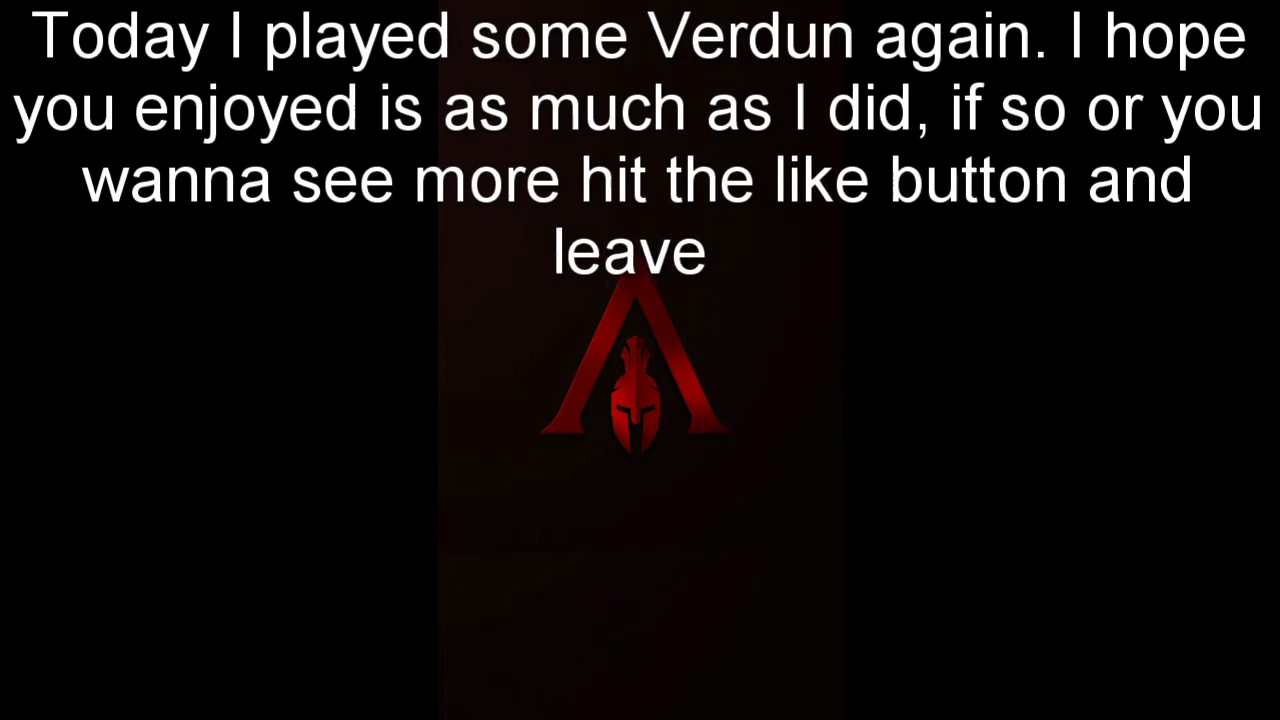 Today I played some Verdun again. I hope
you enjoyed is as much as I did, if so or you
wanna see more hit the like button and
leave